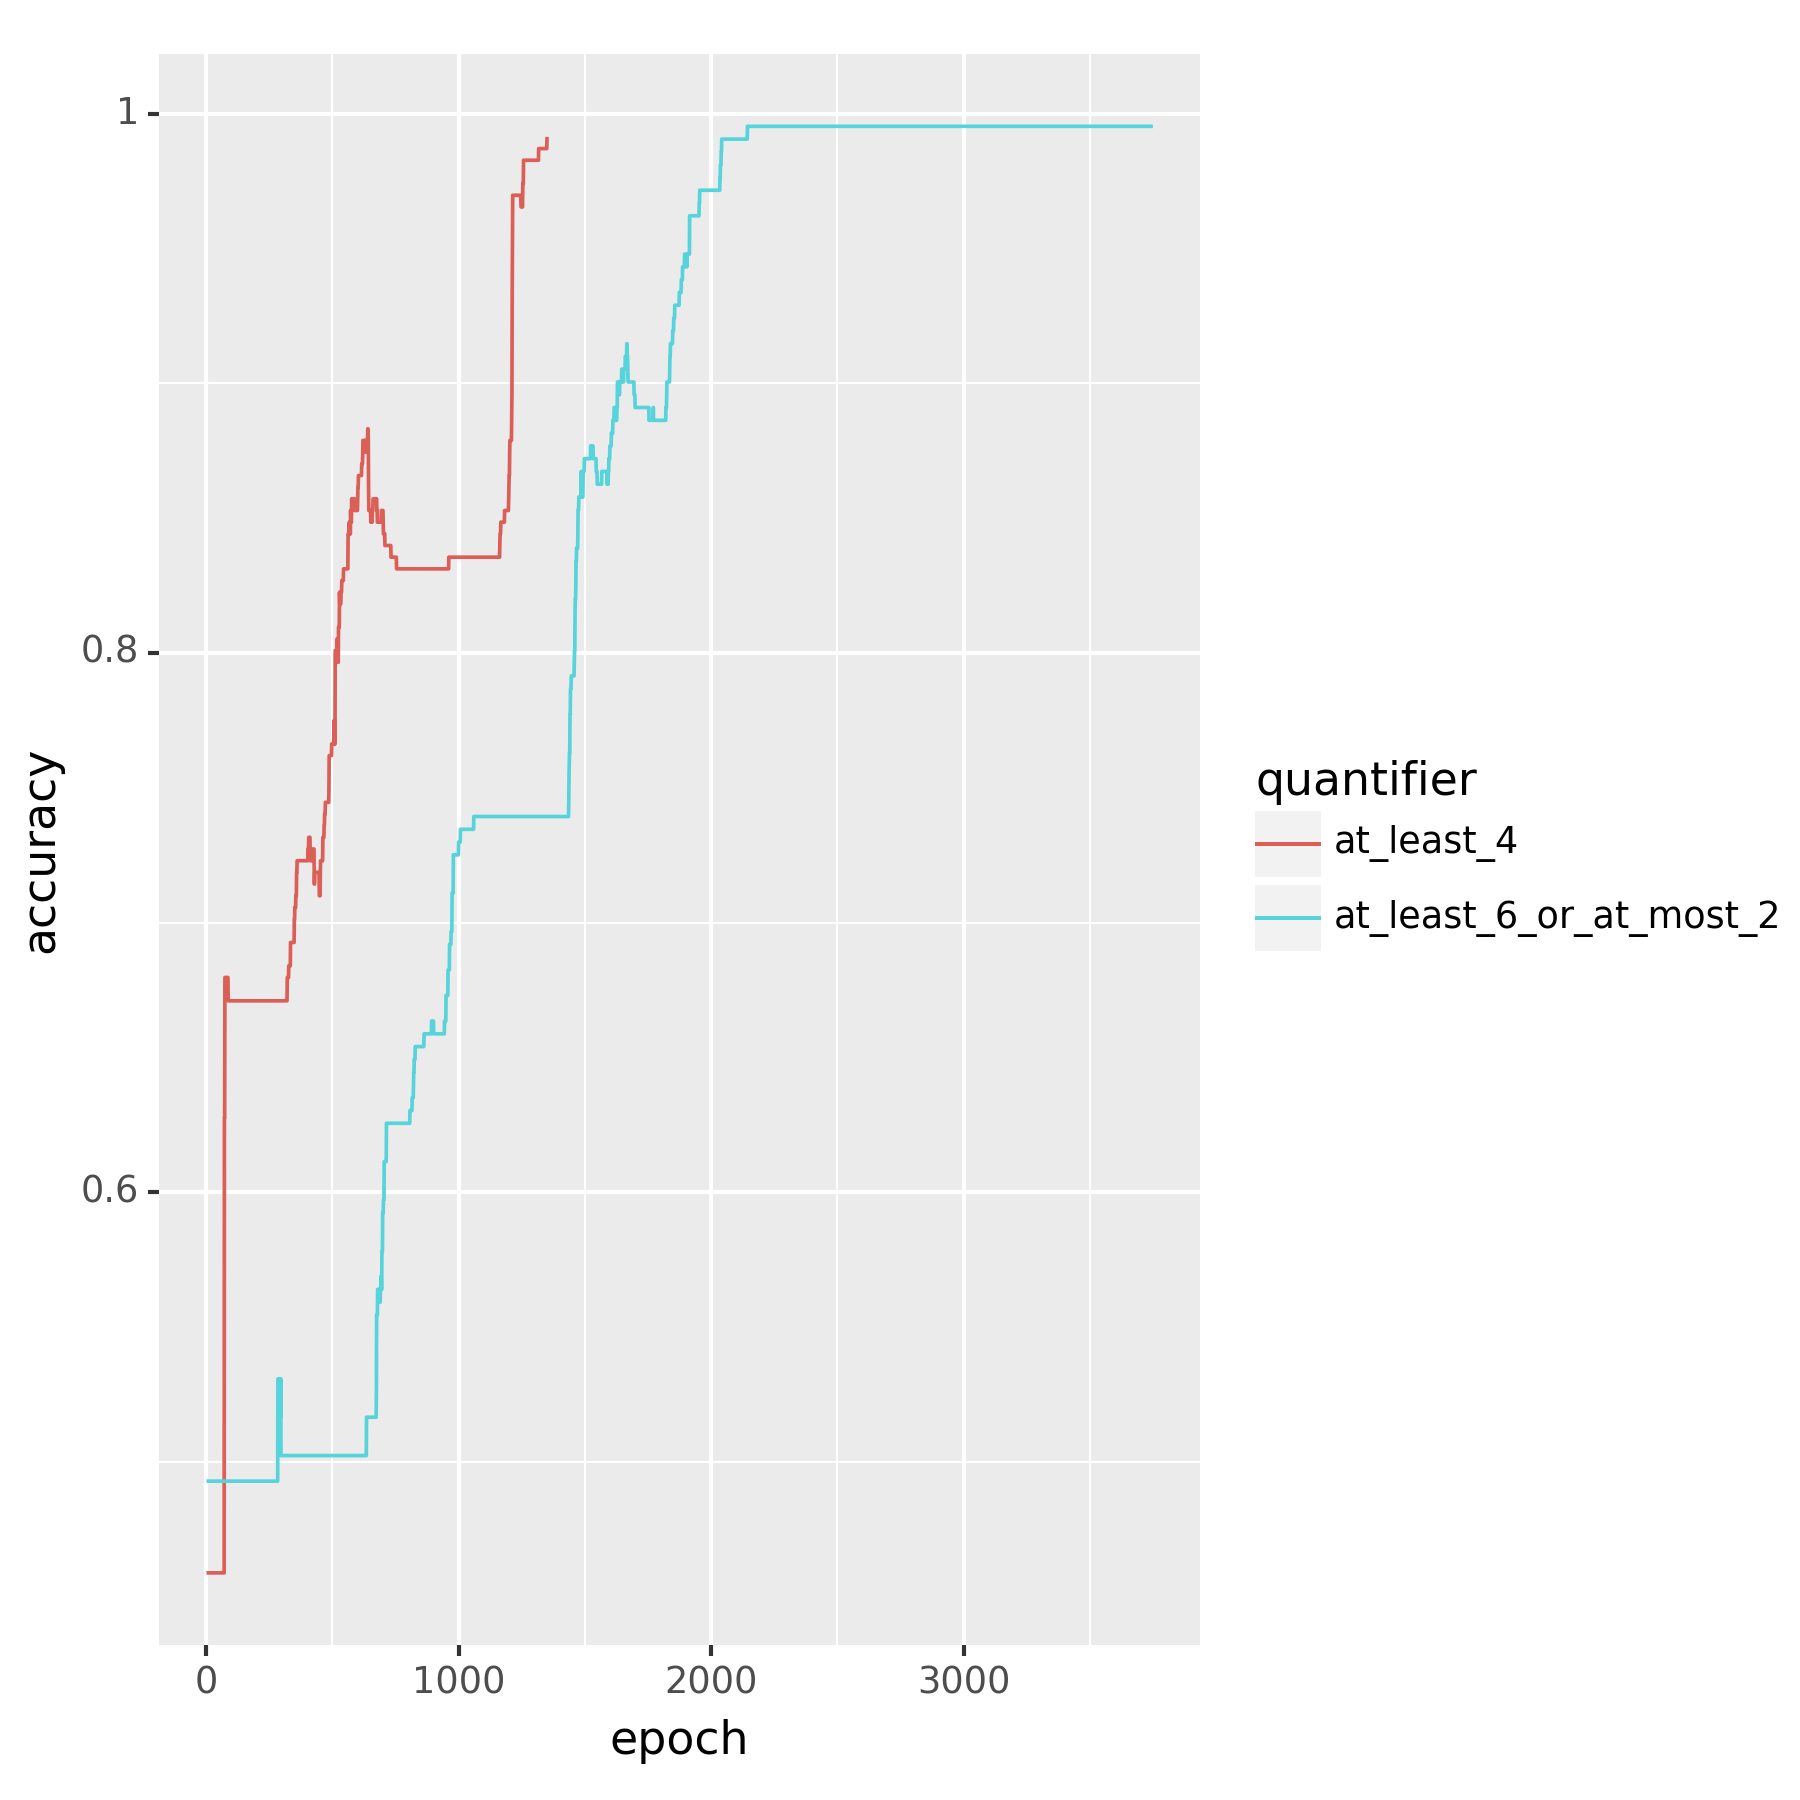 1
0.8
0.6
accuracy
0
1000
2000
3000
epoch
quantifier
at_least_4
at_least_6_or_at_most_2